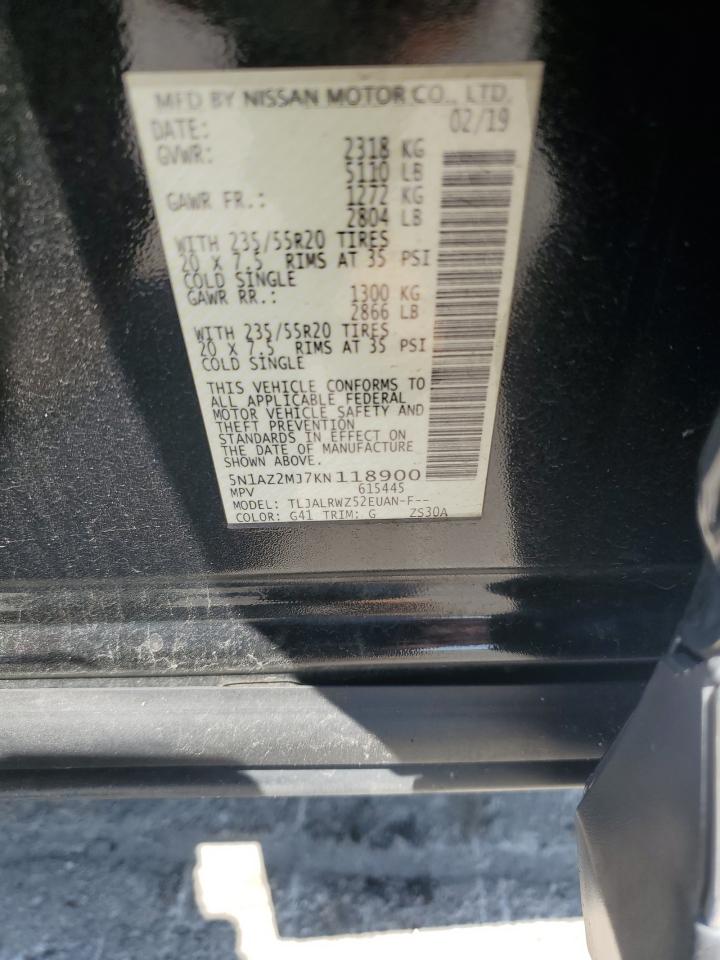 MFD BY NISSAN MOTOR CO., LTD.
DATE: 02/19
GVWR: 2318 KG
5110 LB
GAWR FR.: 1272 KG
2804 LB
WITH 235/55R20 TIRES
20 X 7.5 RIMS AT 35 PSI
COLD SINGLE
GAWR RR.: 1300 KG
2866 LB
WITH 235/55R20 TIRES
20 X 7.5 RIMS AT 35 PSI
COLD SINGLE
THIS VEHICLE CONFORMS TO
ALL APPLICABLE FEDERAL
MOTOR VEHICLE SAFETY AND
THEFT PREVENTION
STANDARDS IN EFFECT ON
THE DATE OF MANUFACTURE
SHOWN ABOVE.
5N1AZ2MJ7KN118900
MPV 615445
MODEL: TLJALRWZ52EUAN-F--
COLOR: G41 TRIM: G ZS30A